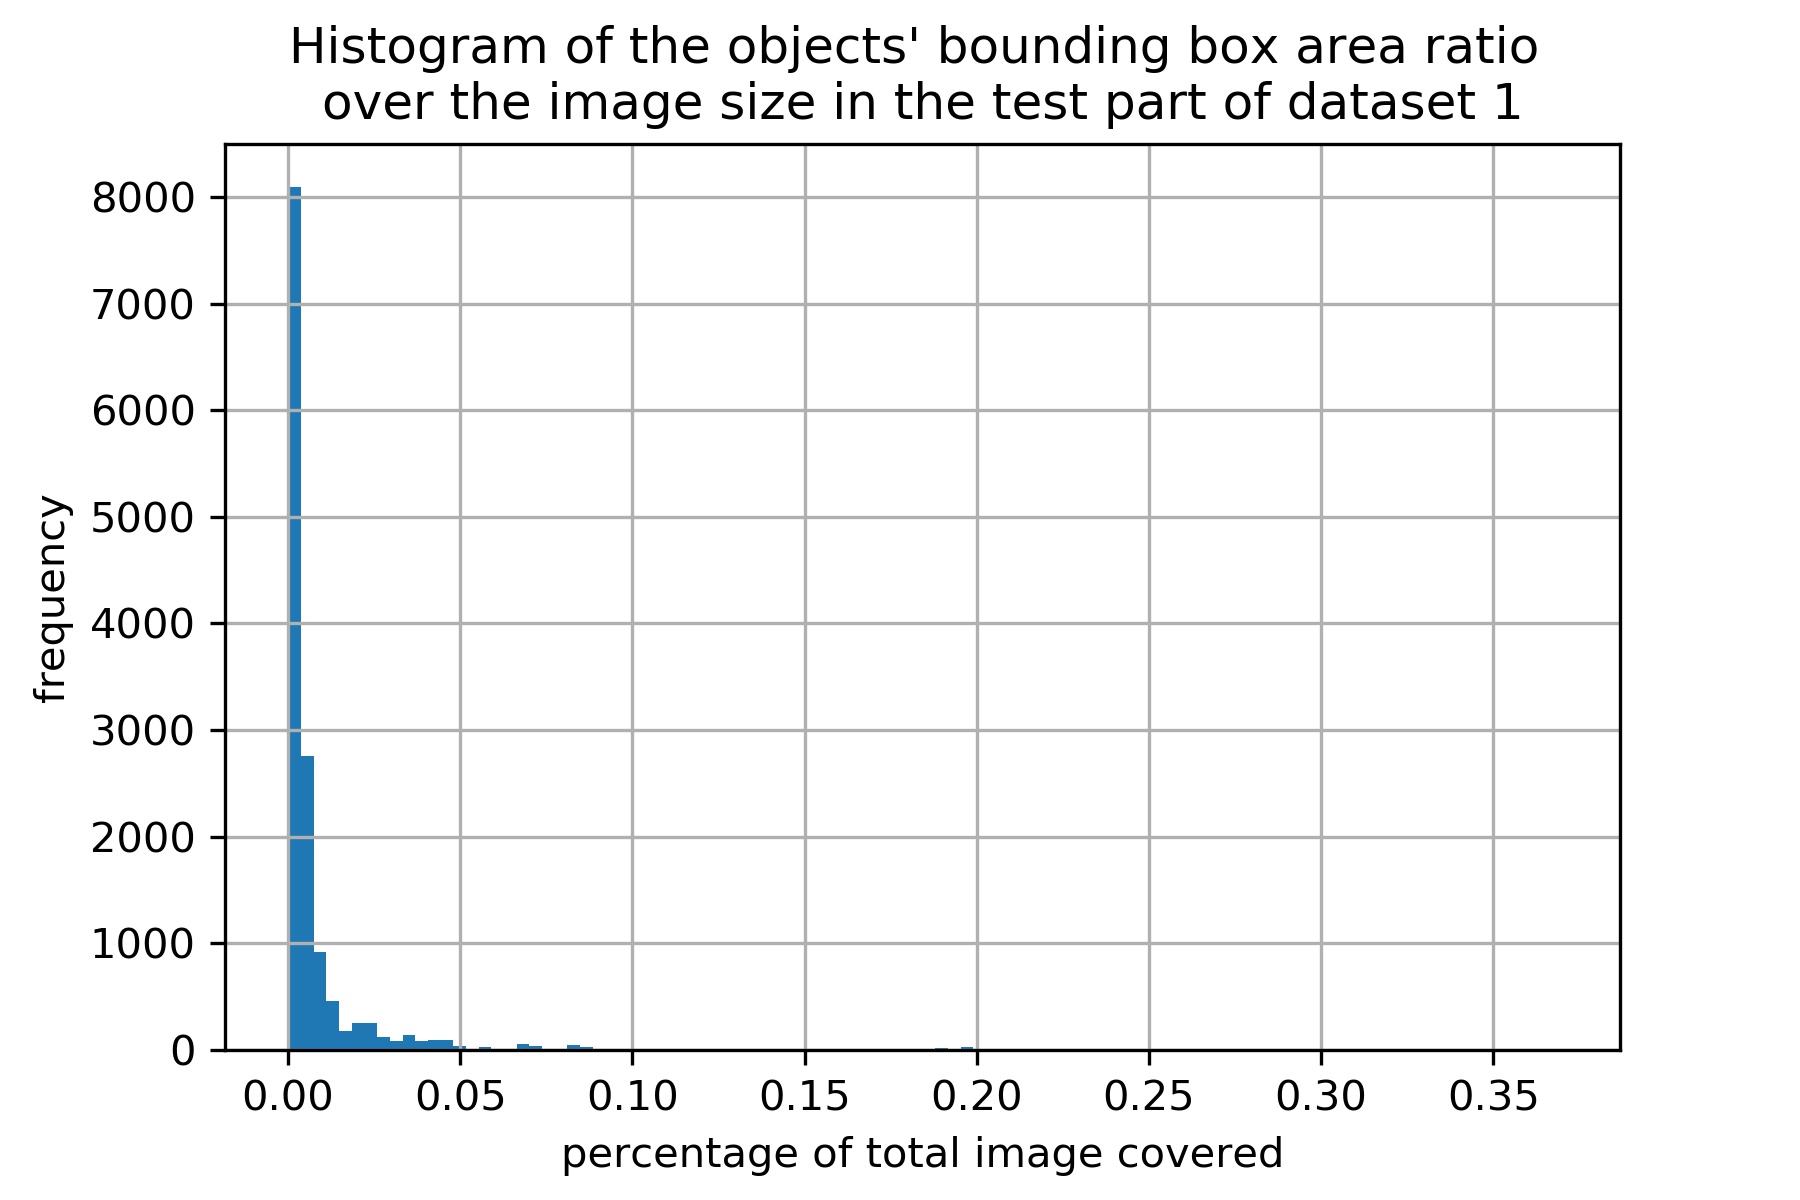 Histogram of the objects' bounding box area ratio
over the image size in the test part of dataset 1
8000
7000
6000
5000
4000
3000
2000
1000
0
frequency
0.00 0.05 0.10 0.15 0.20 0.25 0.30 0.35
percentage of total image covered